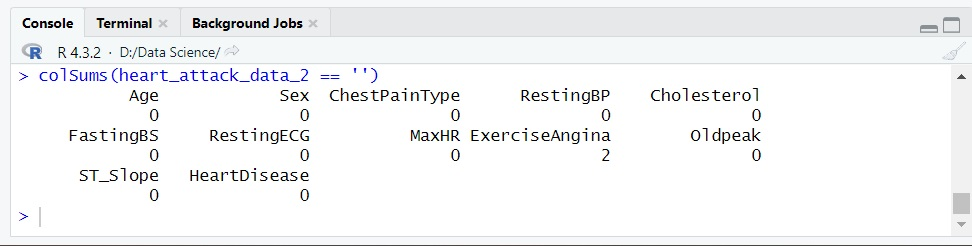 Console Terminal Background Jobs
R R 4.3.2 · D:/Data Science/
> colSums(heart_attack_data_2 == '')
Age Sex ChestPainType RestingBP Cholesterol
0 0 0 0 0
FastingBS RestingECG MaxHR ExerciseAngina Oldpeak
0 0 0 2 0
ST_Slope HeartDisease
0 0
>